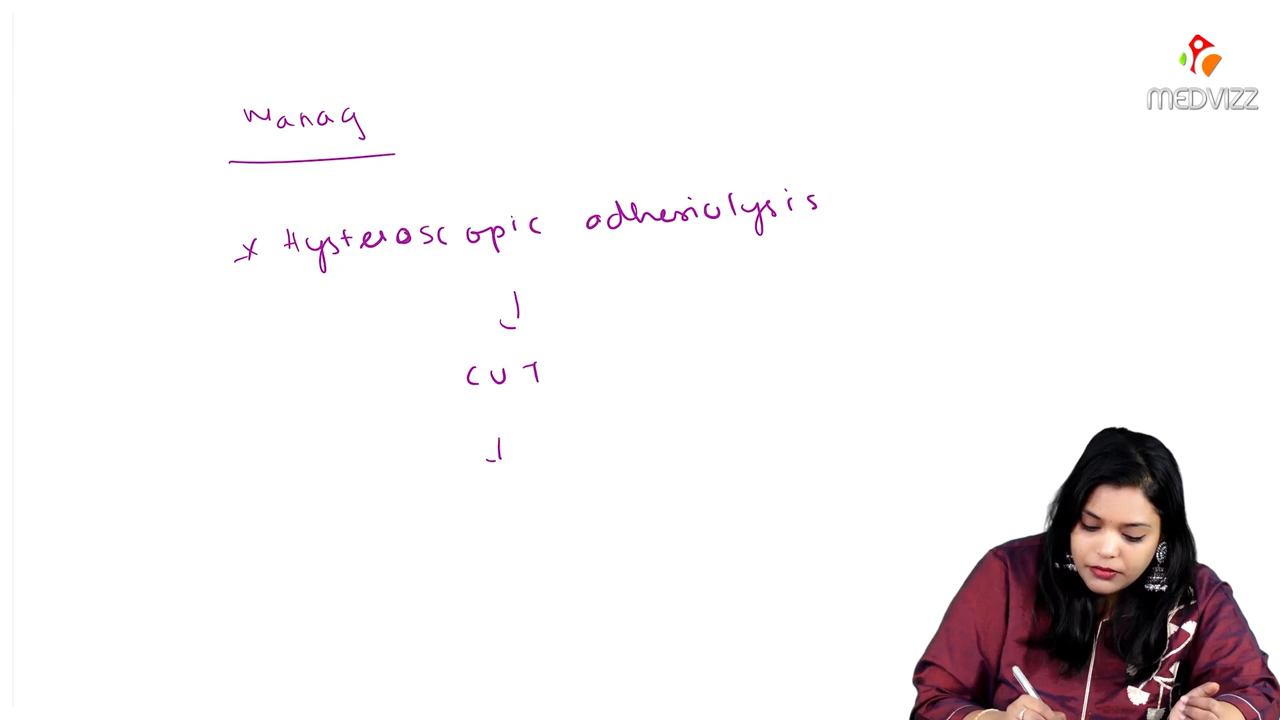 MEDVIZZ
Manag
* Hysteroscopic adhesiolysis
↓
CUT
↓